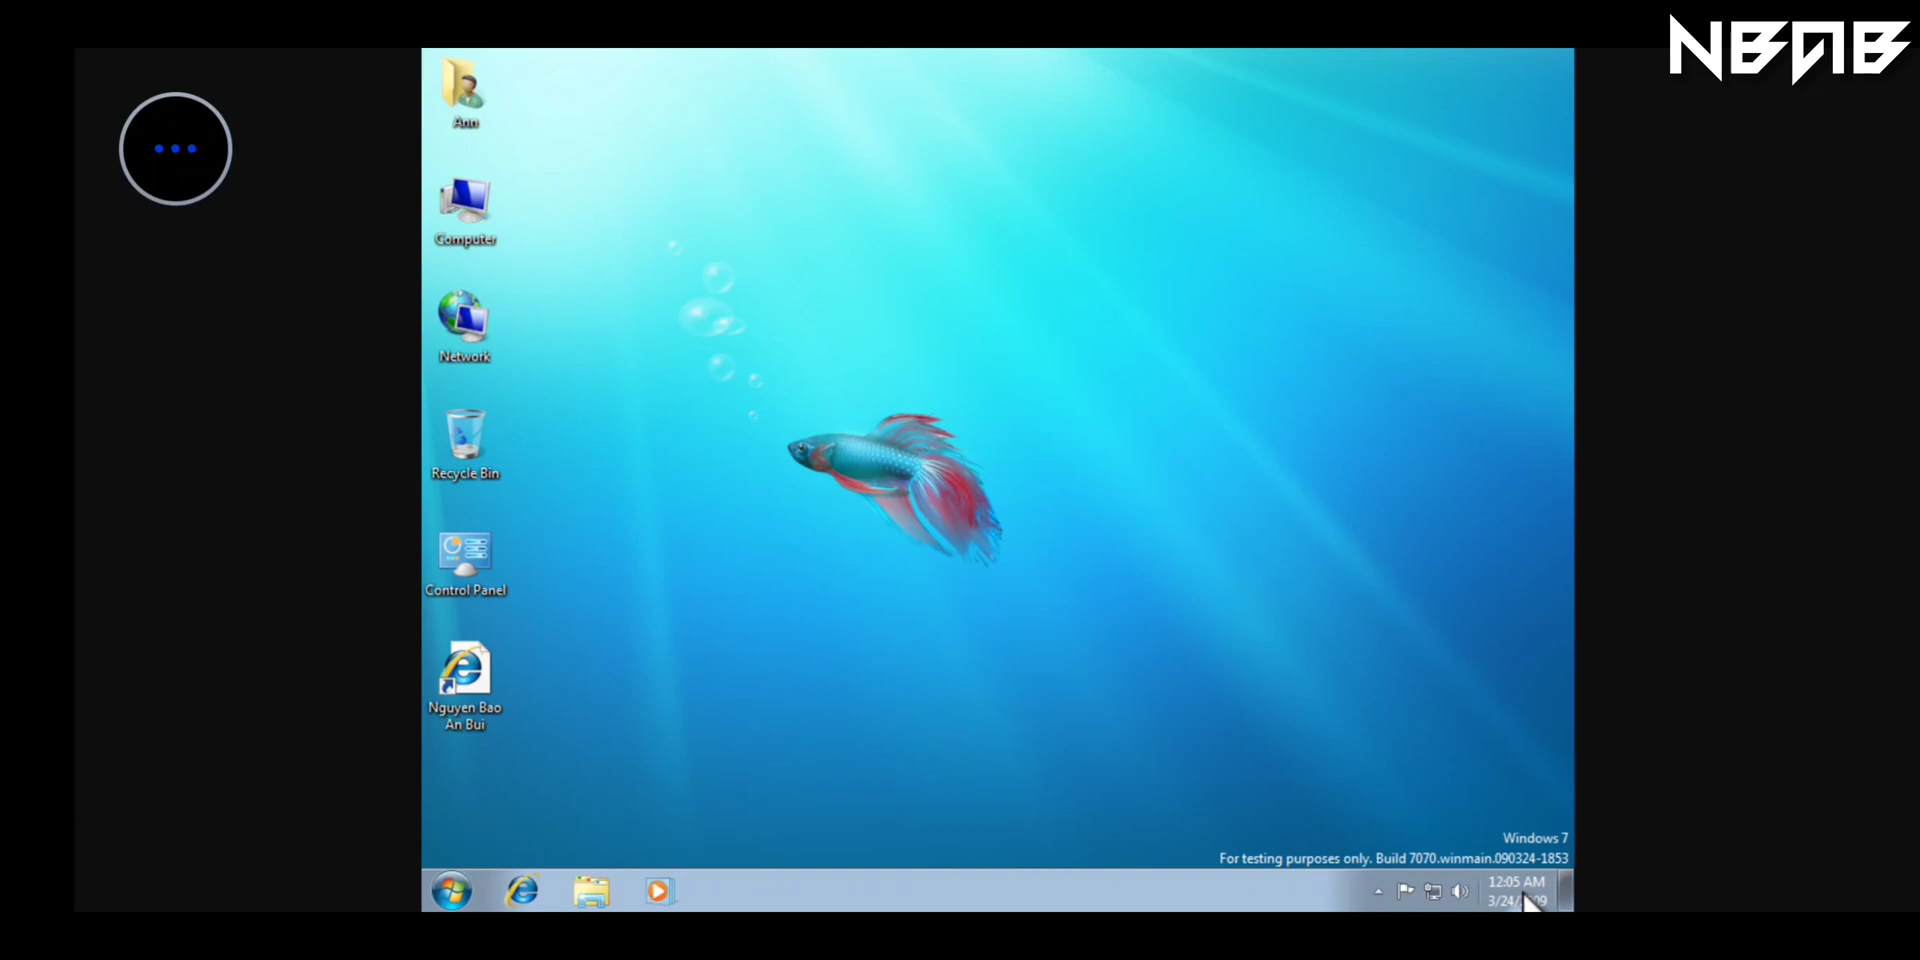 NBAB
Ann
Computer
Network
Recycle Bin
Control Panel
Nguyen Bao
An Bui
Windows 7
For testing purposes only. Build 7070.winmain.090324-1853
12:05 AM